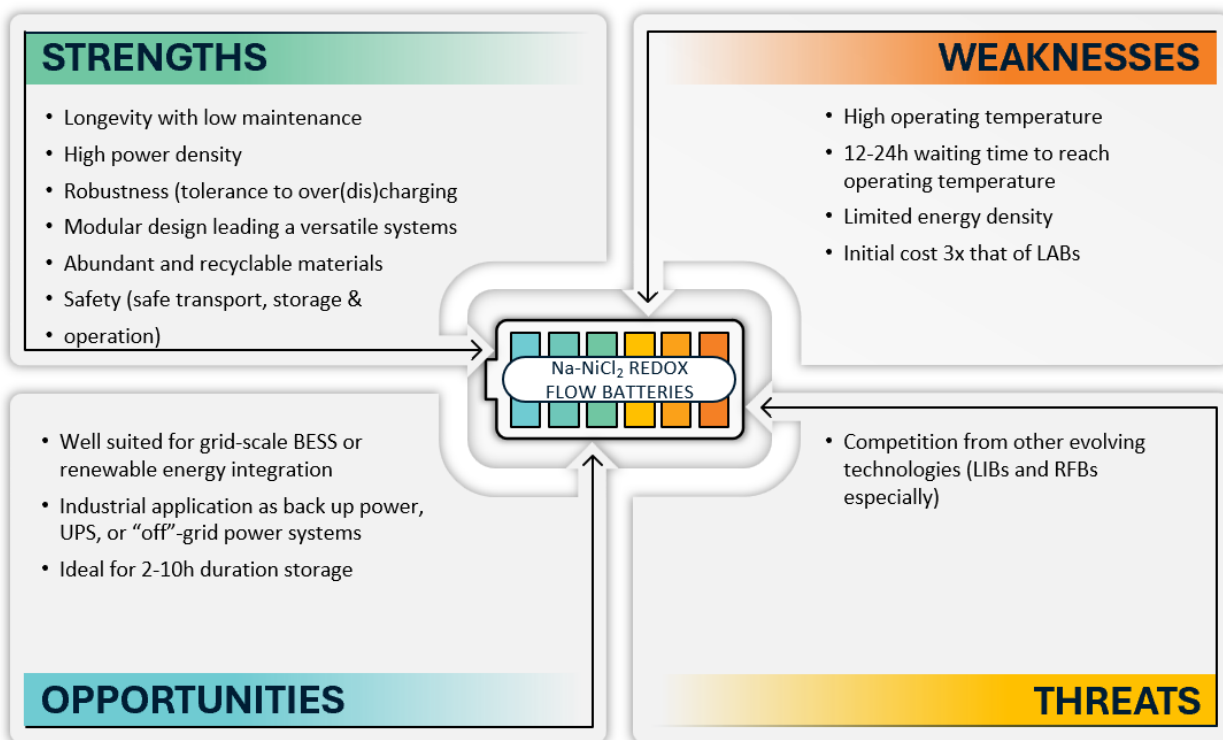 STRENGTHS
• Longevity with low maintenance
• High power density
• Robustness (tolerance to over(dis)charging
• Modular design leading a versatile systems
• Abundant and recyclable materials
• Safety (safe transport, storage &
• operation)
WEAKNESSES
• High operating temperature
• 12-24h waiting time to reach
operating temperature
• Limited energy density
• Initial cost 3x that of LABs
Na-NiCl₂ REDOX
FLOW BATTERIES
• Well suited for grid-scale BESS or
renewable energy integration
• Industrial application as back up power,
UPS, or “off”-grid power systems
• Ideal for 2-10h duration storage
OPPORTUNITIES
• Competition from other evolving
technologies (LIBs and RFBs
especially)
THREATS